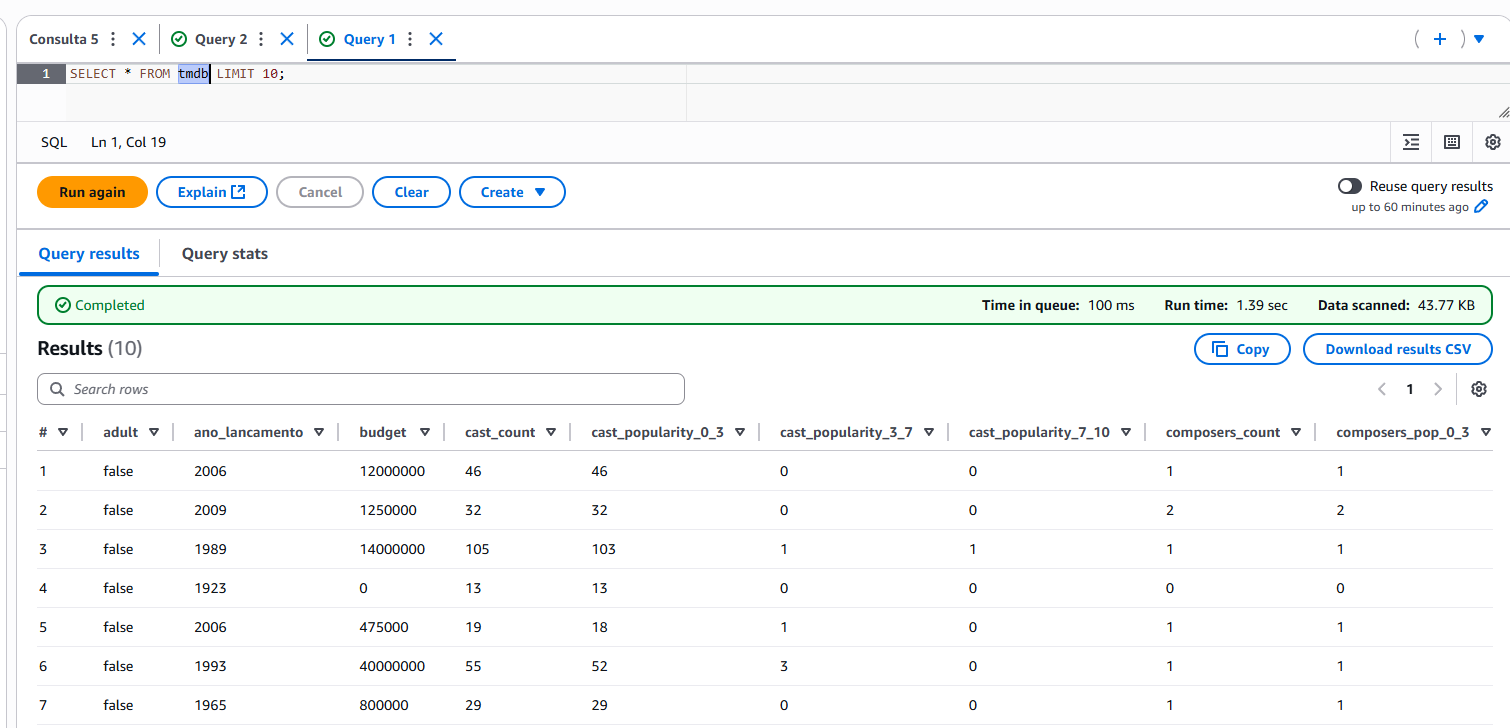 Consulta 5 Query 2 Query 1
1 SELECT * FROM tmdb LIMIT 10;
SQL Ln 1, Col 19
Run again Explain Cancel Clear Create Reuse query results
up to 60 minutes ago
Query results Query stats
Completed Time in queue: 100 ms Run time: 1.39 sec Data scanned: 43.77 KB
Results (10) Copy Download results CSV
Search rows 1
# adult ano_lancamento budget cast_count cast_popularity_0_3 cast_popularity_3_7 cast_popularity_7_10 composers_count composers_pop_0_3
1 false 2006 12000000 46 46 0 0 1 1
2 false 2009 1250000 32 32 0 0 2 2
3 false 1989 14000000 105 103 1 1 1 1
4 false 1923 0 13 13 0 0 0 0
5 false 2006 475000 19 18 1 0 1 1
6 false 1993 40000000 55 52 3 0 1 1
7 false 1965 800000 29 29 0 0 1 1